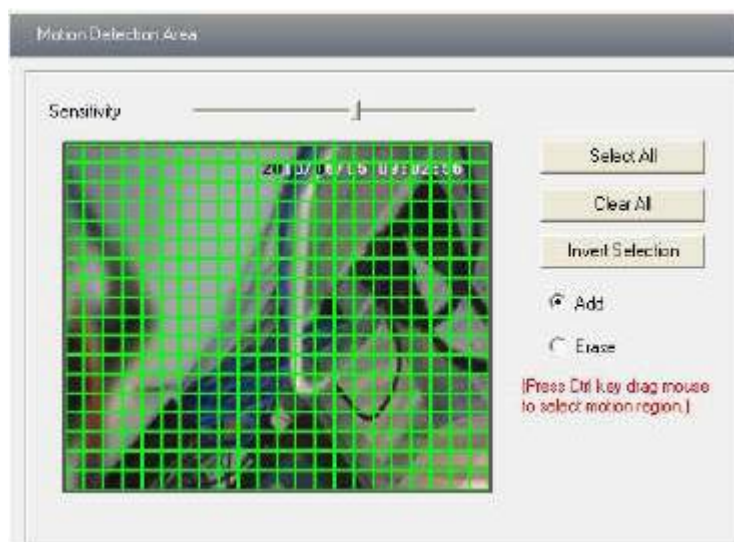 Motion Detection Area
Sensitivity
Select All
Clear All
Invert Selection
Add
Erase
(Press Ctrl key drag mouse
to select motion region.)